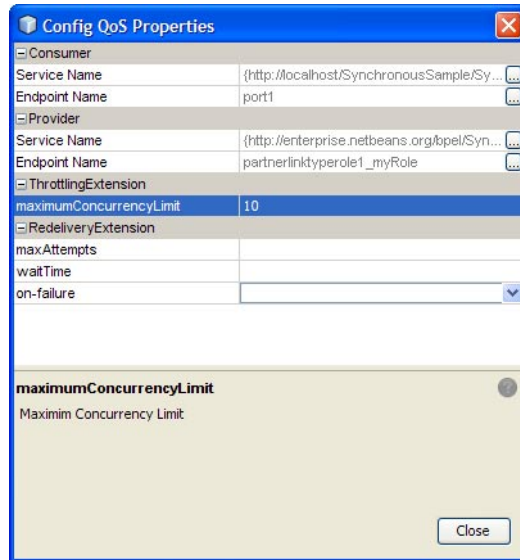 Config QoS Properties
Consumer
Service Name {http://localhost/SynchronousSample/Sy... ...
Endpoint Name port1 ...
Provider
Service Name {http://enterprise.netbeans.org/bpel/Syn... ...
Endpoint Name partnerlinktyperole1_myRole ...
ThrottlingExtension
maximumConcurrencyLimit 10
RedeliveryExtension
maxAttempts
waitTime
on-failure
maximumConcurrencyLimit
Maximim Concurrency Limit
Close